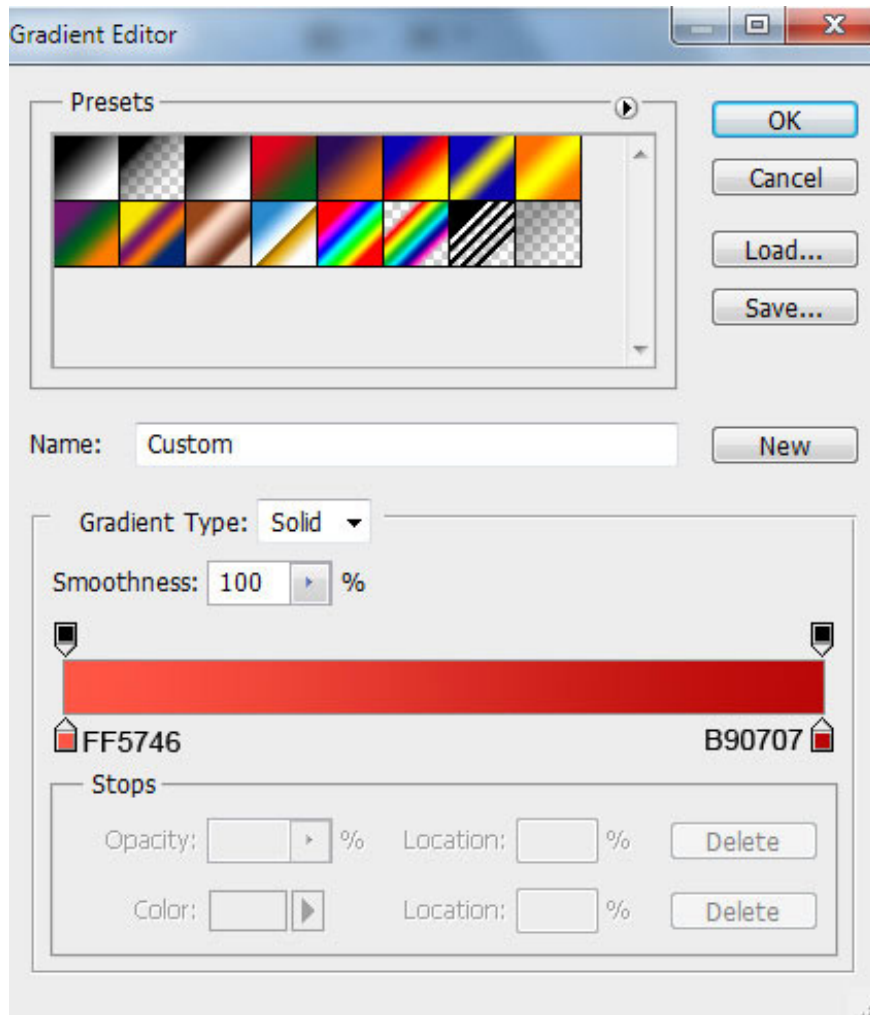 Gradient Editor
Presets
OK
Cancel
Load...
Save...
Name: Custom
New
Gradient Type: Solid
Smoothness: 100 %
FF5746 B90707
Stops
Opacity: % Location: % Delete
Color: Location: % Delete